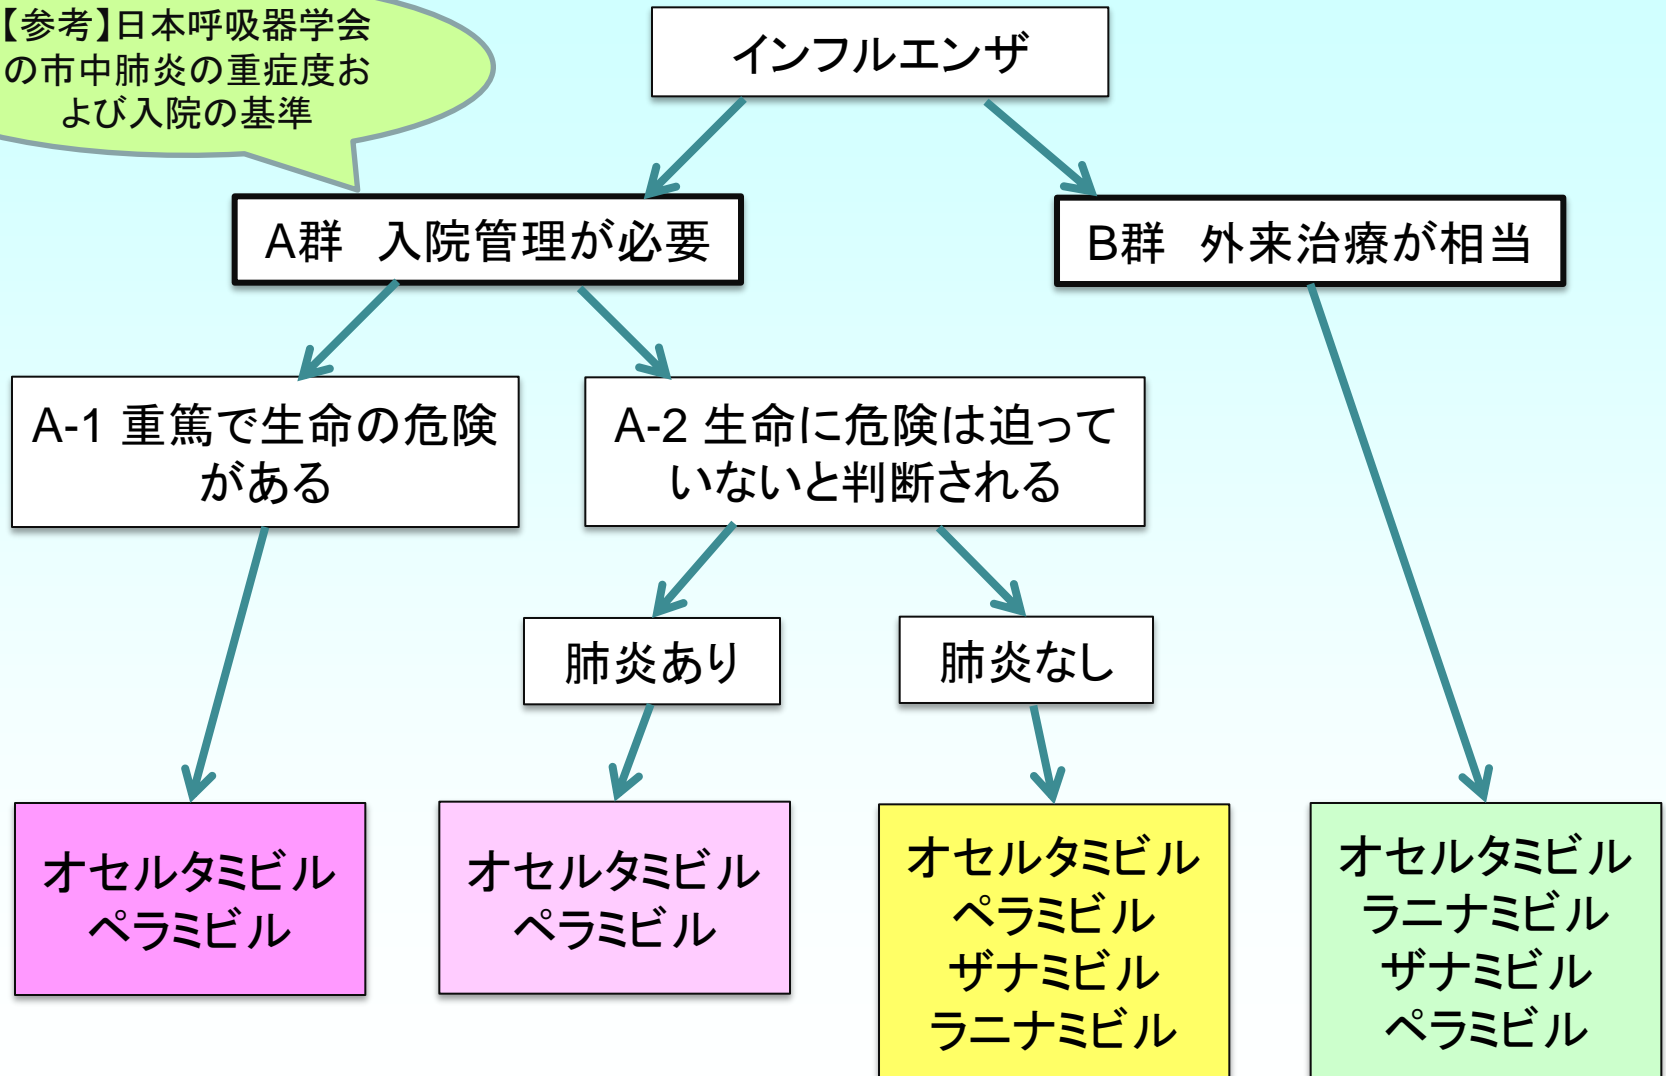 【参考】日本呼吸器学会
の市中肺炎の重症度お
よび入院の基準
インフルエンザ
A群　入院管理が必要
B群　外来治療が相当
A-1 重篤で生命の危険
がある
A-2 生命に危険は迫って
いないと判断される
肺炎あり
肺炎なし
オセルタミビル
ペラミビル
オセルタミビル
ペラミビル
オセルタミビル
ペラミビル
ザナミビル
ラニナミビル
オセルタミビル
ラニナミビル
ザナミビル
ペラミビル